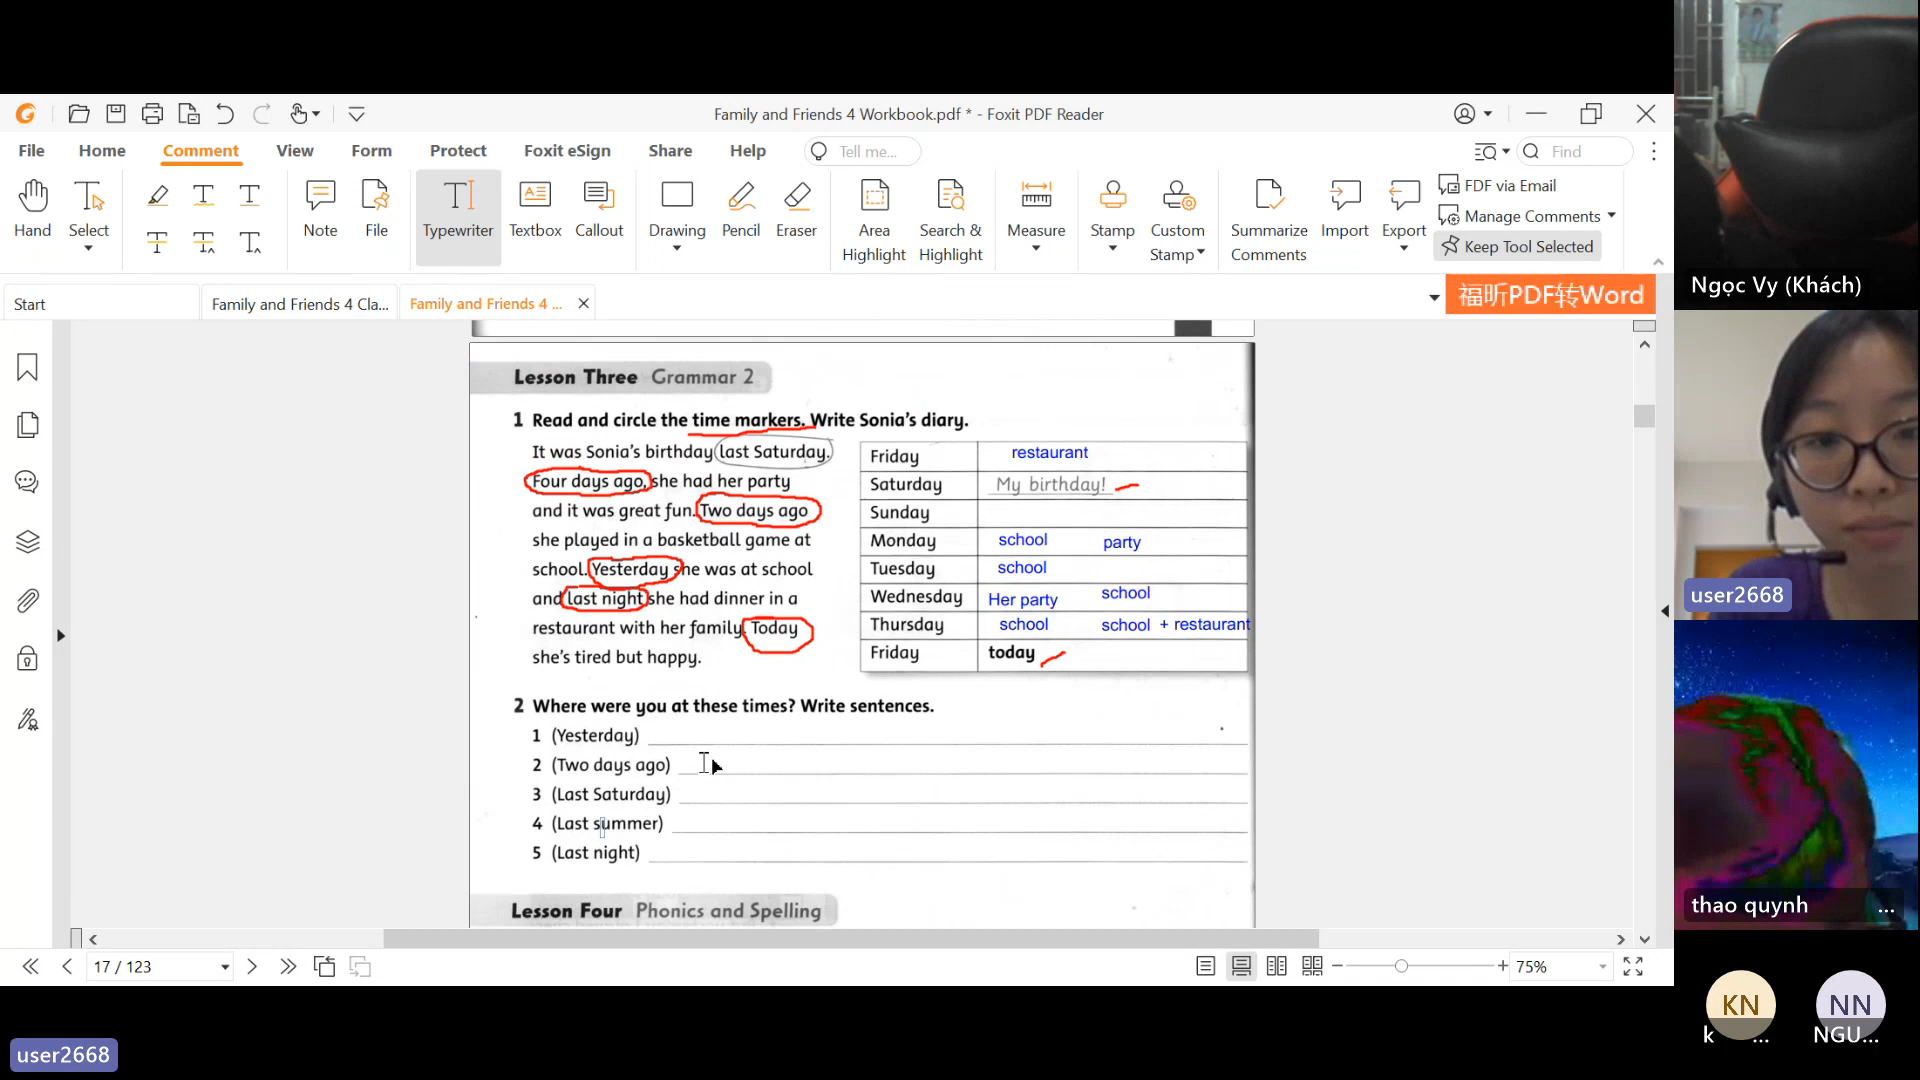 Family and Friends 4 Workbook.pdf * - Foxit PDF Reader
File Home Comment View Form Protect Foxit eSign Share Help Tell me... Find
Hand Select Note File Typewriter Textbox Callout Drawing Pencil Eraser Area Highlight Search & Highlight Measure Stamp Custom Stamp Summarize Comments Import Export FDF via Email
Manage Comments
Keep Tool Selected
Start Family and Friends 4 Cla... Family and Friends 4 ... 福昕PDF转Word
Lesson Three Grammar 2
1 Read and circle the time markers. Write Sonia's diary.
It was Sonia's birthday last Saturday.
Four days ago, she had her party
and it was great fun. Two days ago
she played in a basketball game at
school. Yesterday she was at school
and last night she had dinner in a
restaurant with her family. Today
she's tired but happy.
Friday restaurant
Saturday My birthday!
Sunday
Monday school party
Tuesday school
Wednesday Her party school
Thursday school school + restaurant
Friday today
2 Where were you at these times? Write sentences.
1 (Yesterday)
2 (Two days ago)
3 (Last Saturday)
4 (Last summer)
5 (Last night)
Lesson Four Phonics and Spelling
17 / 123
75%
Ngọc Vy (Khách)
user2668
thao quynh ...
KN
k ...
NN
NGU...
user2668